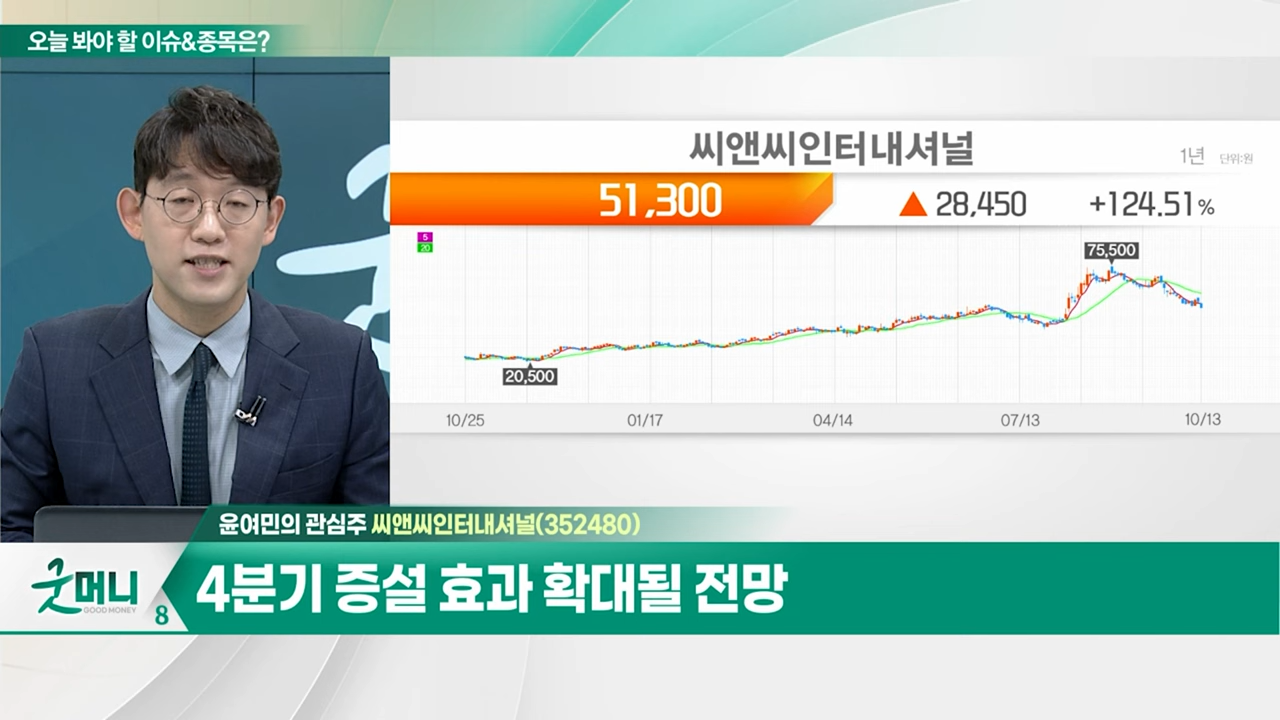 오늘 봐야 할 이슈&종목은?
씨앤씨인터내셔널
1년 단위:원
51,300 ▲ 28,450 +124.51%
5
20
75,500
20,500
10/25 01/17 04/14 07/13 10/13
윤여민의 관심주 씨앤씨인터내셔널(352480)
4분기 증설 효과 확대될 전망
굿머니
GOOD MONEY
8